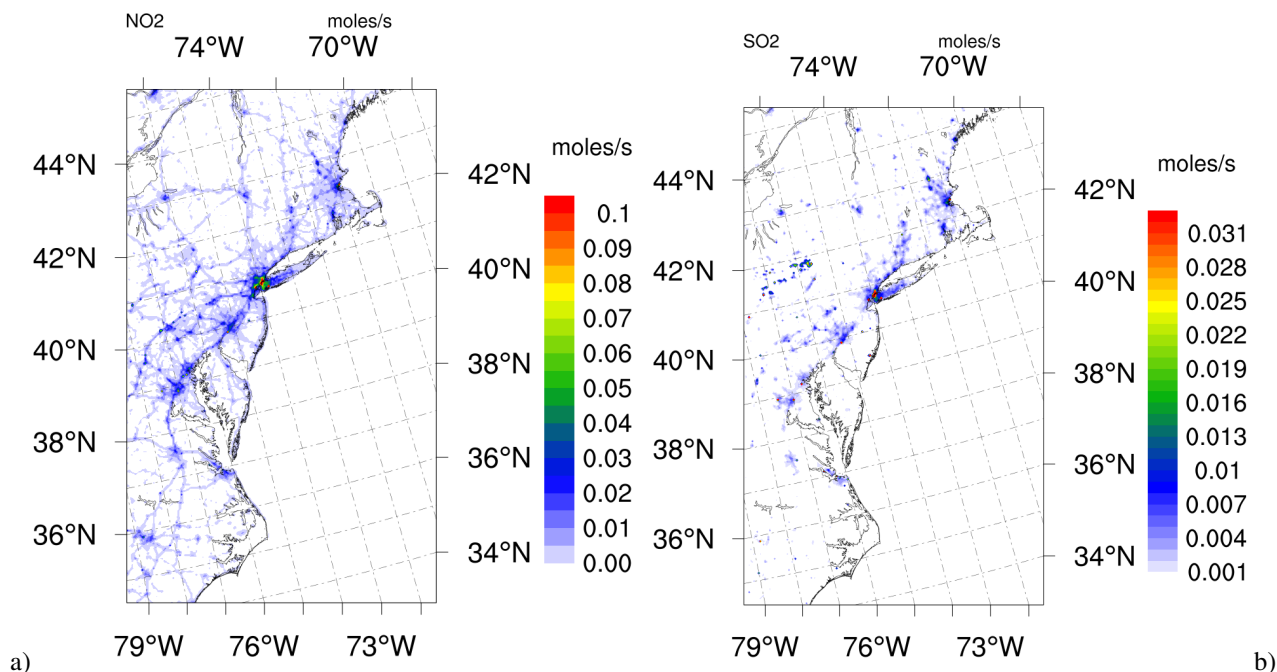 NO2 moles/s
74°W 70°W
44°N
42°N
40°N
38°N
36°N
42°N
40°N
38°N
36°N
34°N
79°W 76°W 73°W
moles/s
0.1
0.09
0.08
0.07
0.06
0.05
0.04
0.03
0.02
0.01
0.00
a)
SO2 moles/s
74°W 70°W
44°N
42°N
40°N
38°N
36°N
42°N
40°N
38°N
36°N
34°N
79°W 76°W 73°W
moles/s
0.031
0.028
0.025
0.022
0.019
0.016
0.013
0.01
0.007
0.004
0.001
b)